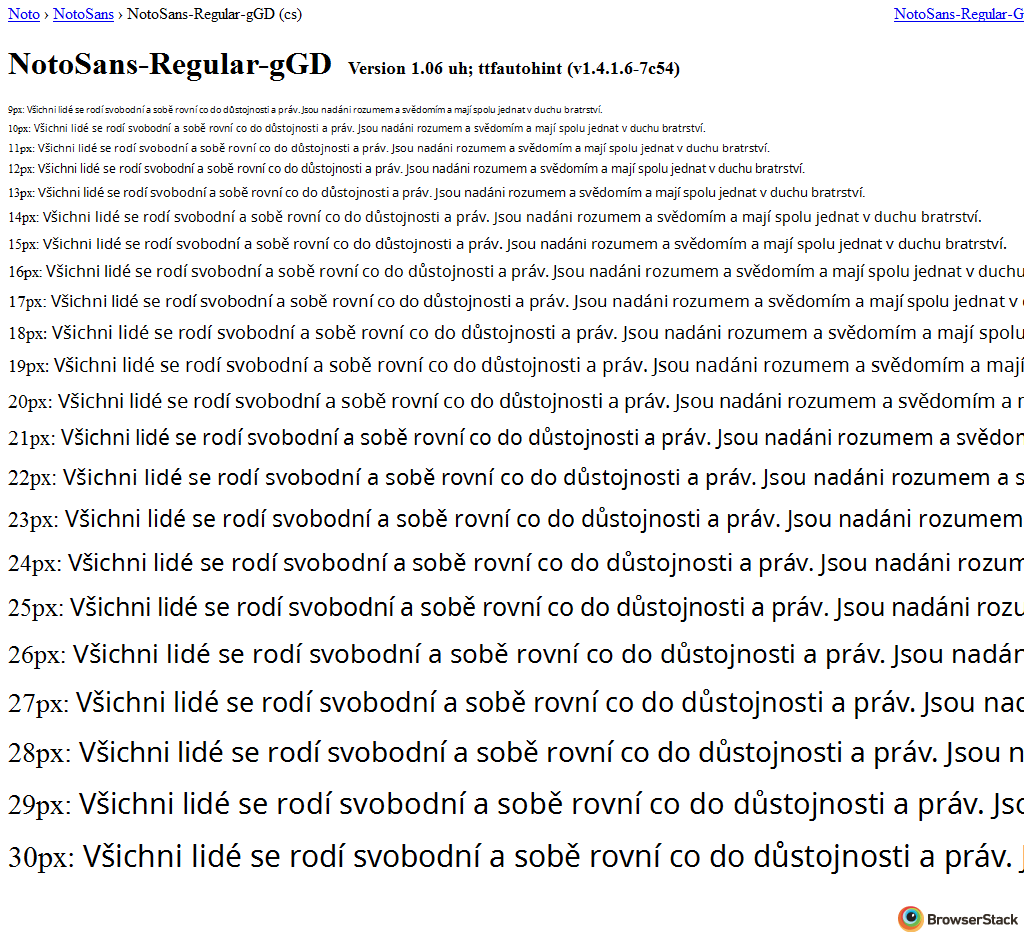 Noto › NotoSans › NotoSans-Regular-gGD (cs) NotoSans-Regular-G
NotoSans-Regular-gGD Version 1.06 uh; ttfautohint (v1.4.1.6-7c54)
9px: Všichni lidé se rodí svobodní a sobě rovní co do důstojnosti a práv. Jsou nadáni rozumem a svědomím a mají spolu jednat v duchu bratrství.
10px: Všichni lidé se rodí svobodní a sobě rovní co do důstojnosti a práv. Jsou nadáni rozumem a svědomím a mají spolu jednat v duchu bratrství.
11px: Všichni lidé se rodí svobodní a sobě rovní co do důstojnosti a práv. Jsou nadáni rozumem a svědomím a mají spolu jednat v duchu bratrství.
12px: Všichni lidé se rodí svobodní a sobě rovní co do důstojnosti a práv. Jsou nadáni rozumem a svědomím a mají spolu jednat v duchu bratrství.
13px: Všichni lidé se rodí svobodní a sobě rovní co do důstojnosti a práv. Jsou nadáni rozumem a svědomím a mají spolu jednat v duchu bratrství.
14px: Všichni lidé se rodí svobodní a sobě rovní co do důstojnosti a práv. Jsou nadáni rozumem a svědomím a mají spolu jednat v duchu bratrství.
15px: Všichni lidé se rodí svobodní a sobě rovní co do důstojnosti a práv. Jsou nadáni rozumem a svědomím a mají spolu jednat v duchu bratrství.
16px: Všichni lidé se rodí svobodní a sobě rovní co do důstojnosti a práv. Jsou nadáni rozumem a svědomím a mají spolu jednat v duchu
17px: Všichni lidé se rodí svobodní a sobě rovní co do důstojnosti a práv. Jsou nadáni rozumem a svědomím a mají spolu jednat v
18px: Všichni lidé se rodí svobodní a sobě rovní co do důstojnosti a práv. Jsou nadáni rozumem a svědomím a mají spolu
19px: Všichni lidé se rodí svobodní a sobě rovní co do důstojnosti a práv. Jsou nadáni rozumem a svědomím a mají
20px: Všichni lidé se rodí svobodní a sobě rovní co do důstojnosti a práv. Jsou nadáni rozumem a svědomím a
21px: Všichni lidé se rodí svobodní a sobě rovní co do důstojnosti a práv. Jsou nadáni rozumem a svědom
22px: Všichni lidé se rodí svobodní a sobě rovní co do důstojnosti a práv. Jsou nadáni rozumem a s
23px: Všichni lidé se rodí svobodní a sobě rovní co do důstojnosti a práv. Jsou nadáni rozumem
24px: Všichni lidé se rodí svobodní a sobě rovní co do důstojnosti a práv. Jsou nadáni rozum
25px: Všichni lidé se rodí svobodní a sobě rovní co do důstojnosti a práv. Jsou nadáni rozu
26px: Všichni lidé se rodí svobodní a sobě rovní co do důstojnosti a práv. Jsou nadán
27px: Všichni lidé se rodí svobodní a sobě rovní co do důstojnosti a práv. Jsou nad
28px: Všichni lidé se rodí svobodní a sobě rovní co do důstojnosti a práv. Jsou n
29px: Všichni lidé se rodí svobodní a sobě rovní co do důstojnosti a práv. Jso
30px: Všichni lidé se rodí svobodní a sobě rovní co do důstojnosti a práv. J
BrowserStack